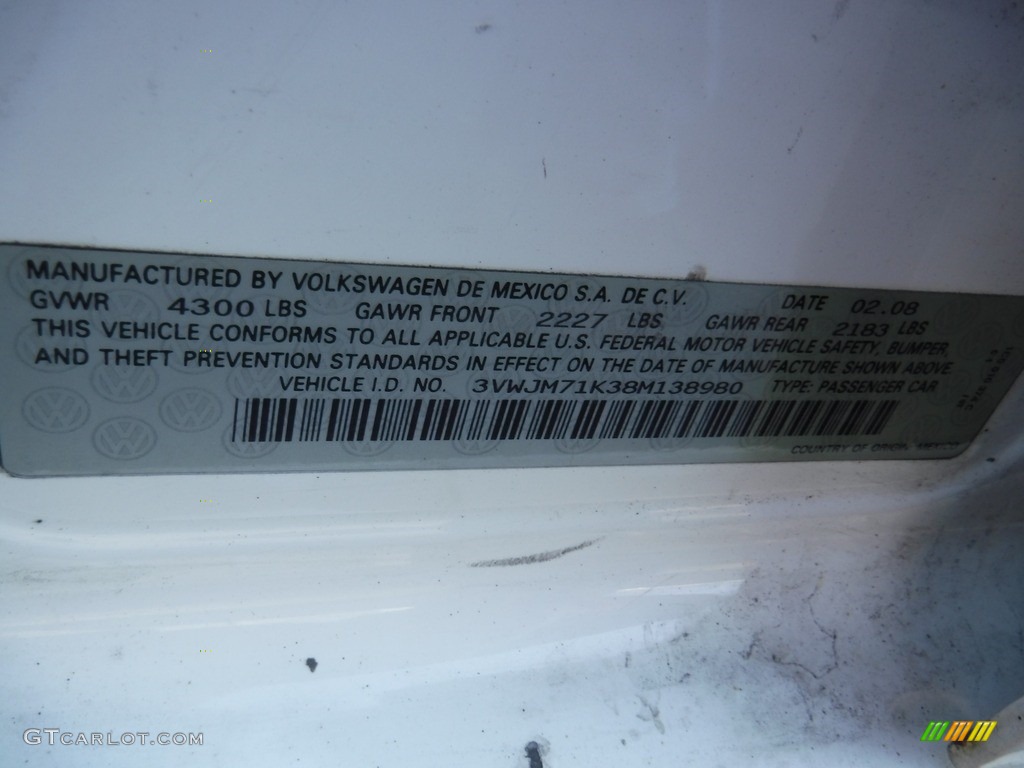 MANUFACTURED BY VOLKSWAGEN DE MEXICO S.A. DE C.V. DATE 02.08
GVWR 4300 LBS GAWR FRONT 2227 LBS GAWR REAR 2183 LBS
THIS VEHICLE CONFORMS TO ALL APPLICABLE U.S. FEDERAL MOTOR VEHICLE SAFETY, BUMPER,
AND THEFT PREVENTION STANDARDS IN EFFECT ON THE DATE OF MANUFACTURE SHOWN ABOVE.
VEHICLE I.D. NO. 3VWJM71K38M138980 TYPE: PASSENGER CAR
COUNTRY OF ORIGIN: MEXICO
GTCARLOT.COM